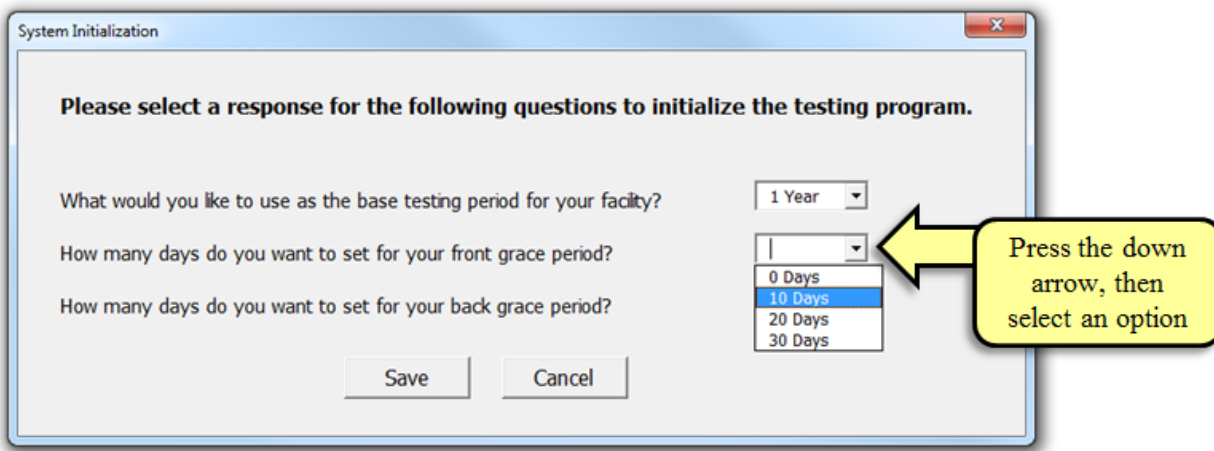 System Initialization
Please select a response for the following questions to initialize the testing program.
What would you like to use as the base testing period for your facility?
1 Year
How many days do you want to set for your front grace period?
0 Days
10 Days
20 Days
30 Days
How many days do you want to set for your back grace period?
Save
Cancel
Press the down
arrow, then
select an option